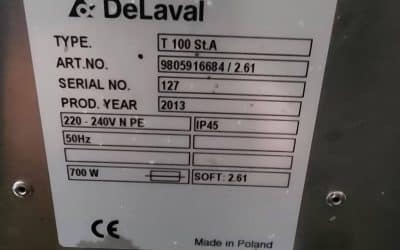 DeLaval
TYPE. T 100 St.A
ART.NO. 9805916684 / 2.61
SERIAL NO. 127
PROD. YEAR 2013
220 - 240V N PE IP45
50Hz
700 W SOFT: 2.61
CE
Made in Poland